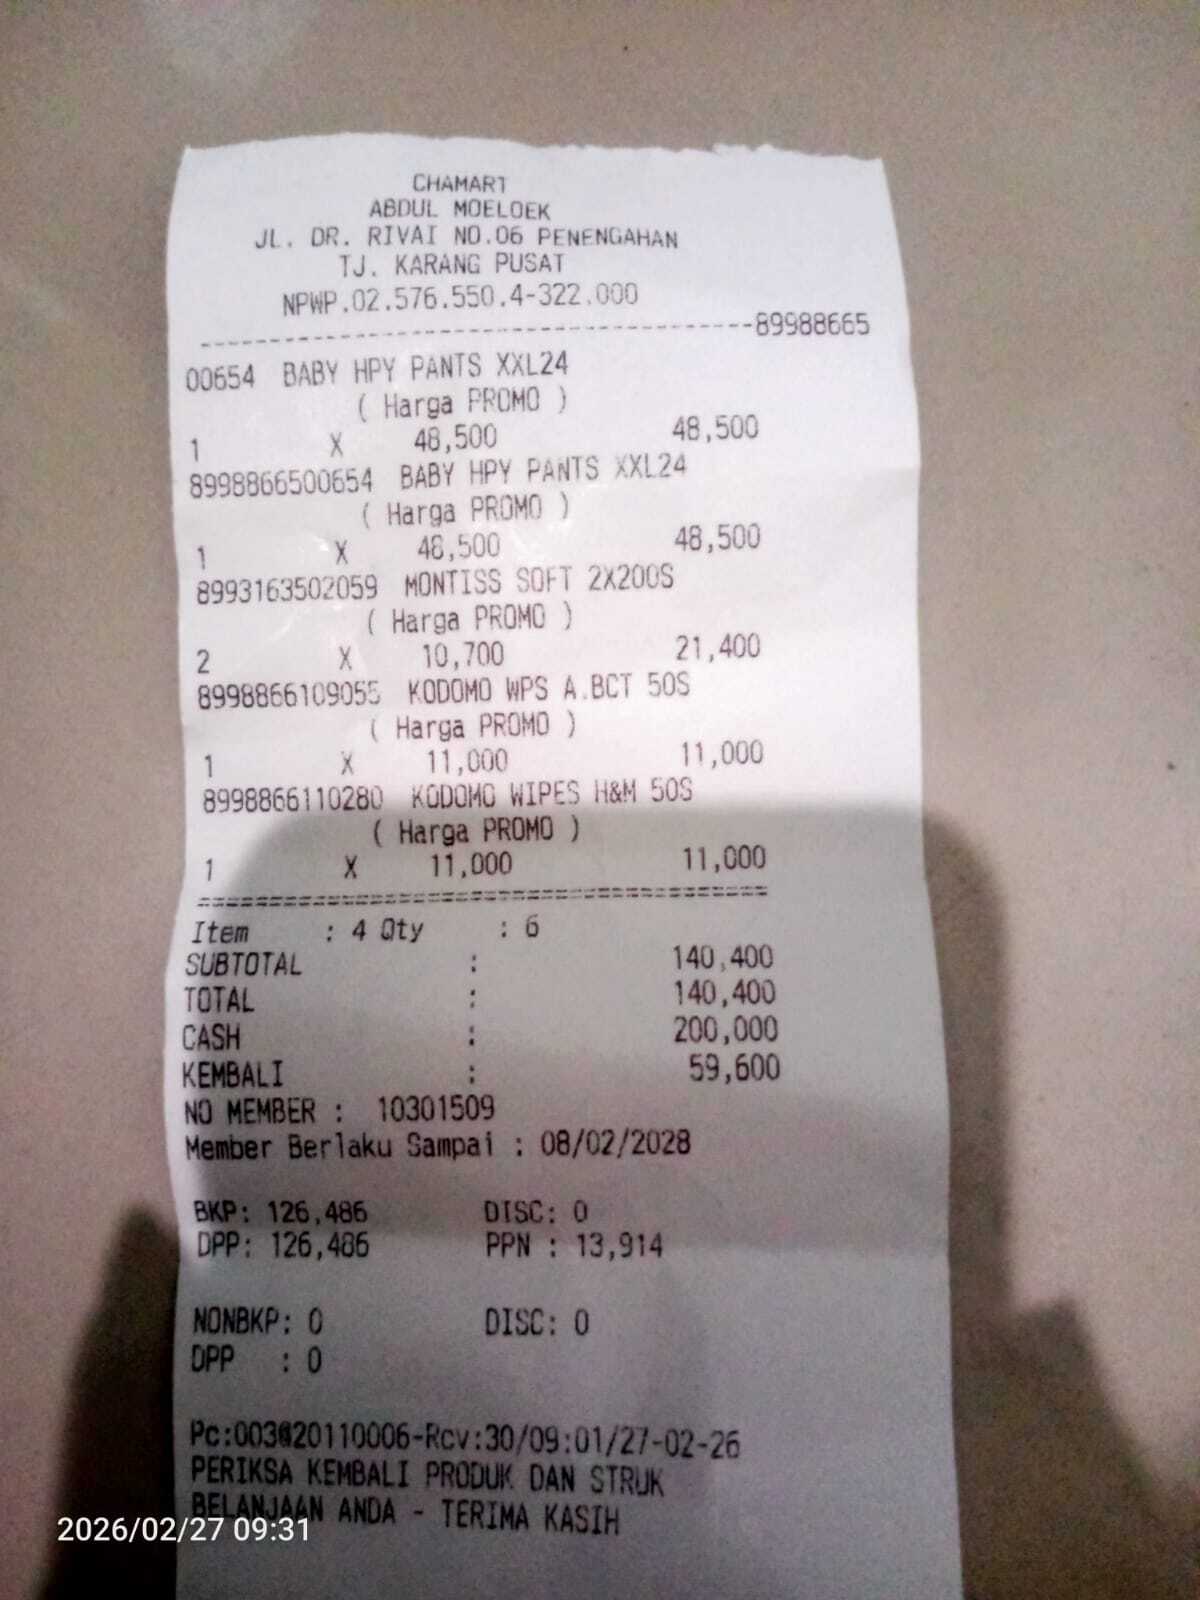 CHAMART
ABDUL MOELOEK
JL. DR. RIVAI NO.06 PENENGAHAN
TJ. KARANG PUSAT
NPWP.02.576.550.4-322.000
------------------------------------89988665
00654 BABY HPY PANTS XXL24
( Harga PROMO )
1 X 48,500 48,500
8998866500654 BABY HPY PANTS XXL24
( Harga PROMO )
1 X 48,500 48,500
8993163502059 MONTISS SOFT 2X200S
( Harga PROMO )
2 X 10,700 21,400
8998866109055 KODOMO WPS A.BCT 50S
( Harga PROMO )
1 X 11,000 11,000
8998866110280 KODOMO WIPES H&M 50S
( Harga PROMO )
1 X 11,000 11,000
================================================
Item : 4 Qty : 6
SUBTOTAL : 140,400
TOTAL : 140,400
CASH : 200,000
KEMBALI : 59,600
NO MEMBER : 10301509
Member Berlaku Sampai : 08/02/2028
BKP: 126,486 DISC: 0
DPP: 126,486 PPN : 13,914
NONBKP: 0 DISC: 0
DPP : 0
Pc:003@20110006-Rcv:30/09:01/27-02-26
PERIKSA KEMBALI PRODUK DAN STRUK
BELANJAAN ANDA - TERIMA KASIH
2026/02/27 09:31